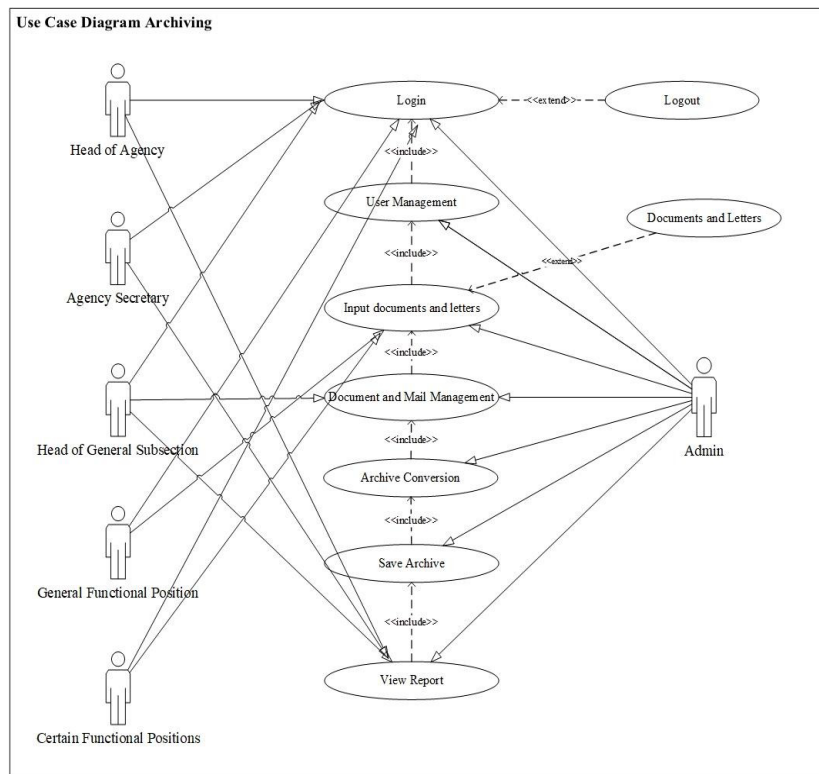 Use Case Diagram Archiving
Login
<<extend>>
Logout
Head of Agency
<<include>>
User Management
Documents and Letters
<<include>>
<<extend>>
Agency Secretary
Input documents and letters
<<include>>
Document and Mail Management
Head of General Subsection
Admin
<<include>>
Archive Conversion
<<include>>
Save Archive
General Functional Position
<<include>>
View Report
Certain Functional Positions